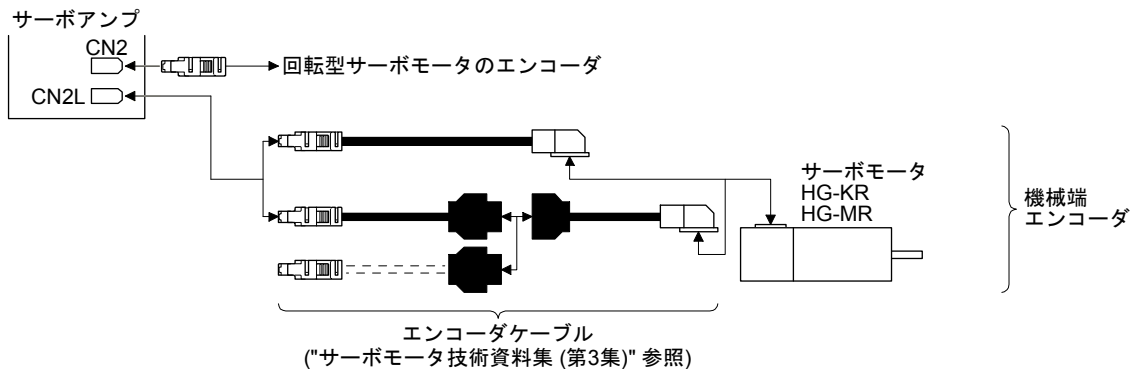 サーボアンプ
CN2
回転型サーボモータのエンコーダ
CN2L
サーボモータ
HG-KR
HG-MR
機械端
エンコーダ
エンコーダケーブル
("サーボモータ技術資料集 (第3集)" 参照)